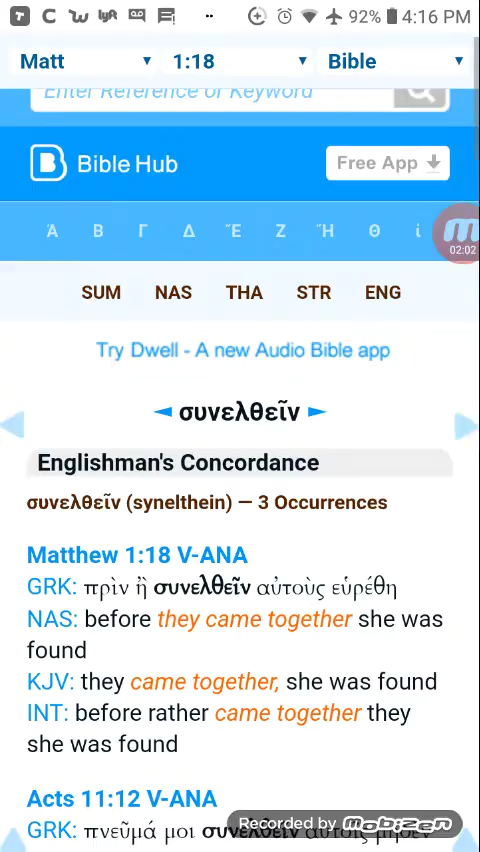 92% 4:16 PM
Matt 1:18 Bible
Enter Reference or Keyword
Bible Hub Free App
Ἀ Β Γ Δ Ἔ Ζ Ἤ Θ ἰ
02:02
SUM NAS THA STR ENG
Try Dwell - A new Audio Bible app
◄ συνελθεῖν ►
Englishman's Concordance
συνελθεῖν (synelthein) — 3 Occurrences
Matthew 1:18 V-ANA
GRK: πρὶν ἢ συνελθεῖν αὐτοὺς εὑρέθη
NAS: before they came together she was
found
KJV: they came together, she was found
INT: before rather came together they
she was found
Acts 11:12 V-ANA
GRK: πνεῦμά μοι συνελθεῖν αὐτοῖς μηδὲν
Recorded by Mobizen